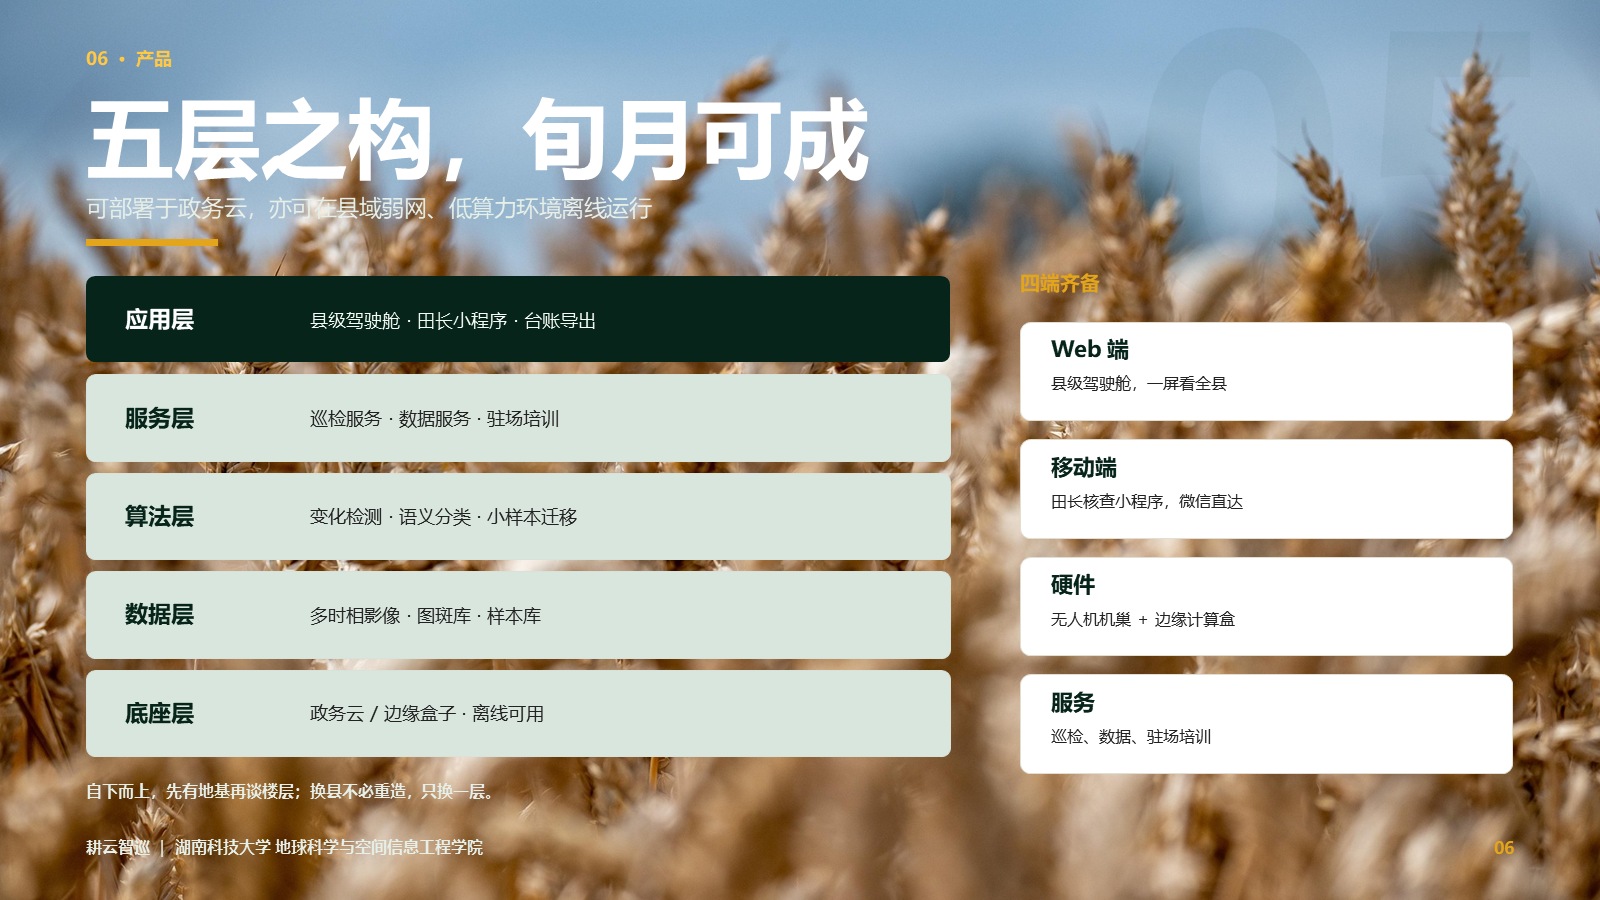 06 • 产品
05
五层之构，旬月可成
可部署于政务云，亦可在县域弱网、低算力环境离线运行
应用层 县级驾驶舱 · 田长小程序 · 台账导出
服务层 巡检服务 · 数据服务 · 驻场培训
算法层 变化检测 · 语义分类 · 小样本迁移
数据层 多时相影像 · 图斑库 · 样本库
底座层 政务云 / 边缘盒子 · 离线可用
自下而上，先有地基再谈楼层；换县不必重造，只换一层。
四端齐备
Web 端
县级驾驶舱，一屏看全县
移动端
田长核查小程序，微信直达
硬件
无人机机巢 + 边缘计算盒
服务
巡检、数据、驻场培训
耕云智巡 | 湖南科技大学 地球科学与空间信息工程学院
06